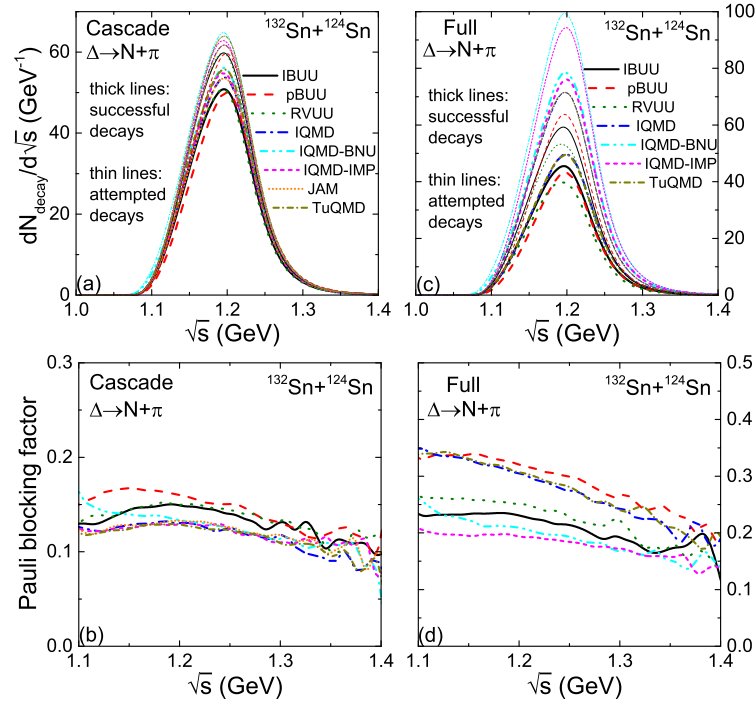 Cascade
¹³²Sn+¹²⁴Sn
Δ→N+π
thick lines:
successful
decays
thin lines:
attempted
decays
IBUU
pBUU
RVUU
IQMD
IQMD-BNU
IQMD-IMP
JAM
TuQMD
dN_decay/d√s (GeV⁻¹)
60
40
20
0
(a)
1.0 1.1 1.2 1.3 1.4
√s (GeV)
Full
¹³²Sn+¹²⁴Sn
Δ→N+π
thick lines:
successful
decays
thin lines:
attempted
decays
IBUU
pBUU
RVUU
IQMD
IQMD-BNU
IQMD-IMP
TuQMD
100
80
60
40
20
0
(c)
1.1 1.2 1.3 1.4
√s (GeV)
Cascade
¹³²Sn+¹²⁴Sn
Δ→N+π
Pauli blocking factor
0.3
0.2
0.1
0.0
(b)
1.1 1.2 1.3 1.4
√s (GeV)
Full
¹³²Sn+¹²⁴Sn
Δ→N+π
0.5
0.4
0.3
0.2
0.1
0.0
(d)
1.1 1.2 1.3 1.4
√s (GeV)